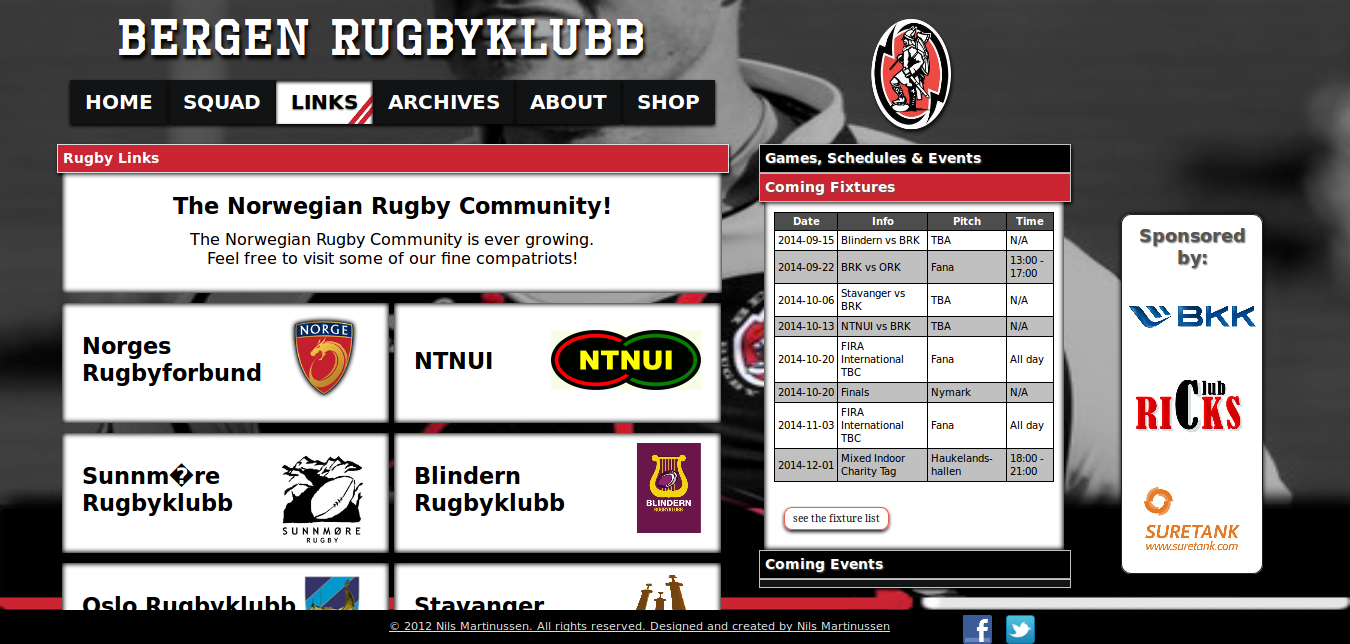 BERGEN RUGBYKLUBB
HOME SQUAD LINKS ARCHIVES ABOUT SHOP
Rugby Links
The Norwegian Rugby Community!
The Norwegian Rugby Community is ever growing.
Feel free to visit some of our fine compatriots!
Norges
Rugbyforbund
NORGE
NTNUI
NTNUI
Sunnm�re
Rugbyklubb
SUNNMØRE
RUGBY
Blindern
Rugbyklubb
BLINDERN
RUGBYKLUBB
Oslo Rugbyklubb
Stavanger
Games, Schedules & Events
Coming Fixtures
Date Info Pitch Time
2014-09-15 Blindern vs BRK TBA N/A
2014-09-22 BRK vs ORK Fana 13:00 -
17:00
2014-10-06 Stavanger vs
BRK TBA N/A
2014-10-13 NTNUI vs BRK TBA N/A
2014-10-20 FIRA
International
TBC Fana All day
2014-10-20 Finals Nymark N/A
2014-11-03 FIRA
International
TBC Fana All day
2014-12-01 Mixed Indoor
Charity Tag Haukelands-
hallen 18:00 -
21:00
see the fixture list
Coming Events
Sponsored
by:
BKK
Club
RICKS
SURETANK
www.suretank.com
© 2012 Nils Martinussen. All rights reserved. Designed and created by Nils Martinussen